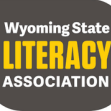 Wyoming State
LITERACY
ASSOCIATION